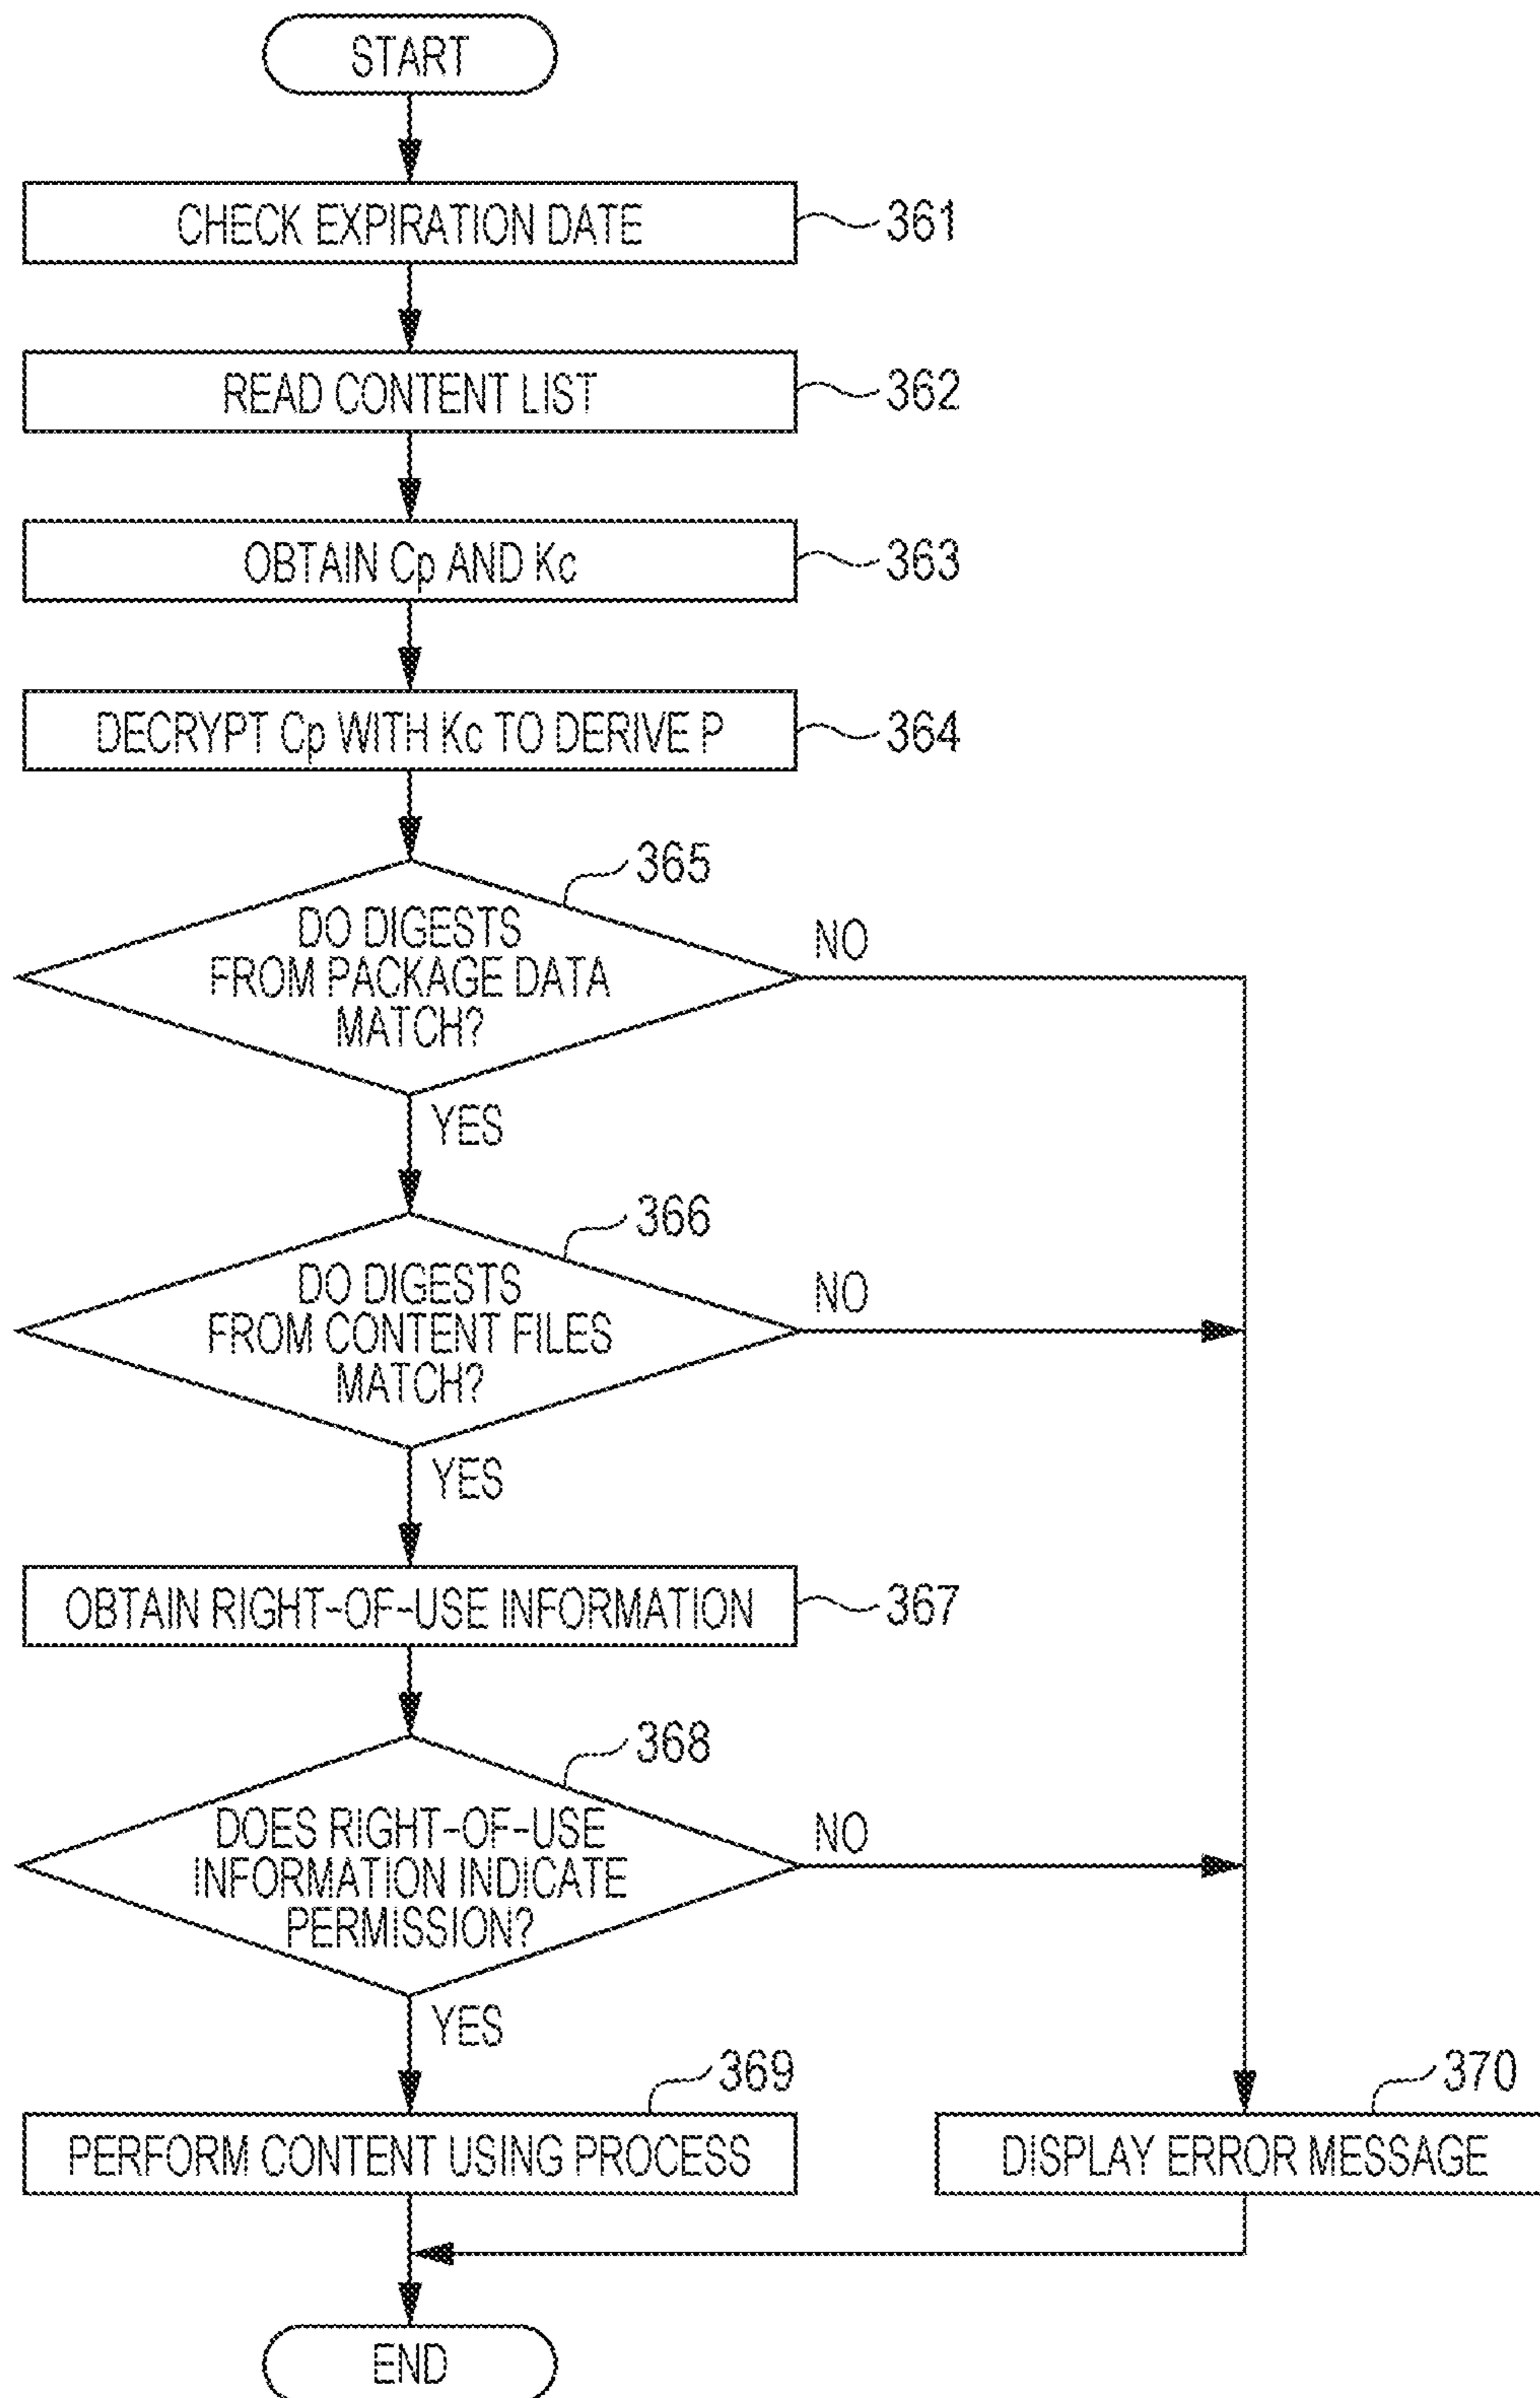 START
CHECK EXPIRATION DATE
361
READ CONTENT LIST
362
OBTAIN Cp AND Kc
363
DECRYPT Cp WITH Kc TO DERIVE P
364
365
DO DIGESTS
FROM PACKAGE DATA
MATCH?
NO
YES
366
DO DIGESTS
FROM CONTENT FILES
MATCH?
NO
YES
OBTAIN RIGHT-OF-USE INFORMATION
367
368
DOES RIGHT-OF-USE
INFORMATION INDICATE
PERMISSION?
NO
YES
369
PERFORM CONTENT USING PROCESS
370
DISPLAY ERROR MESSAGE
END